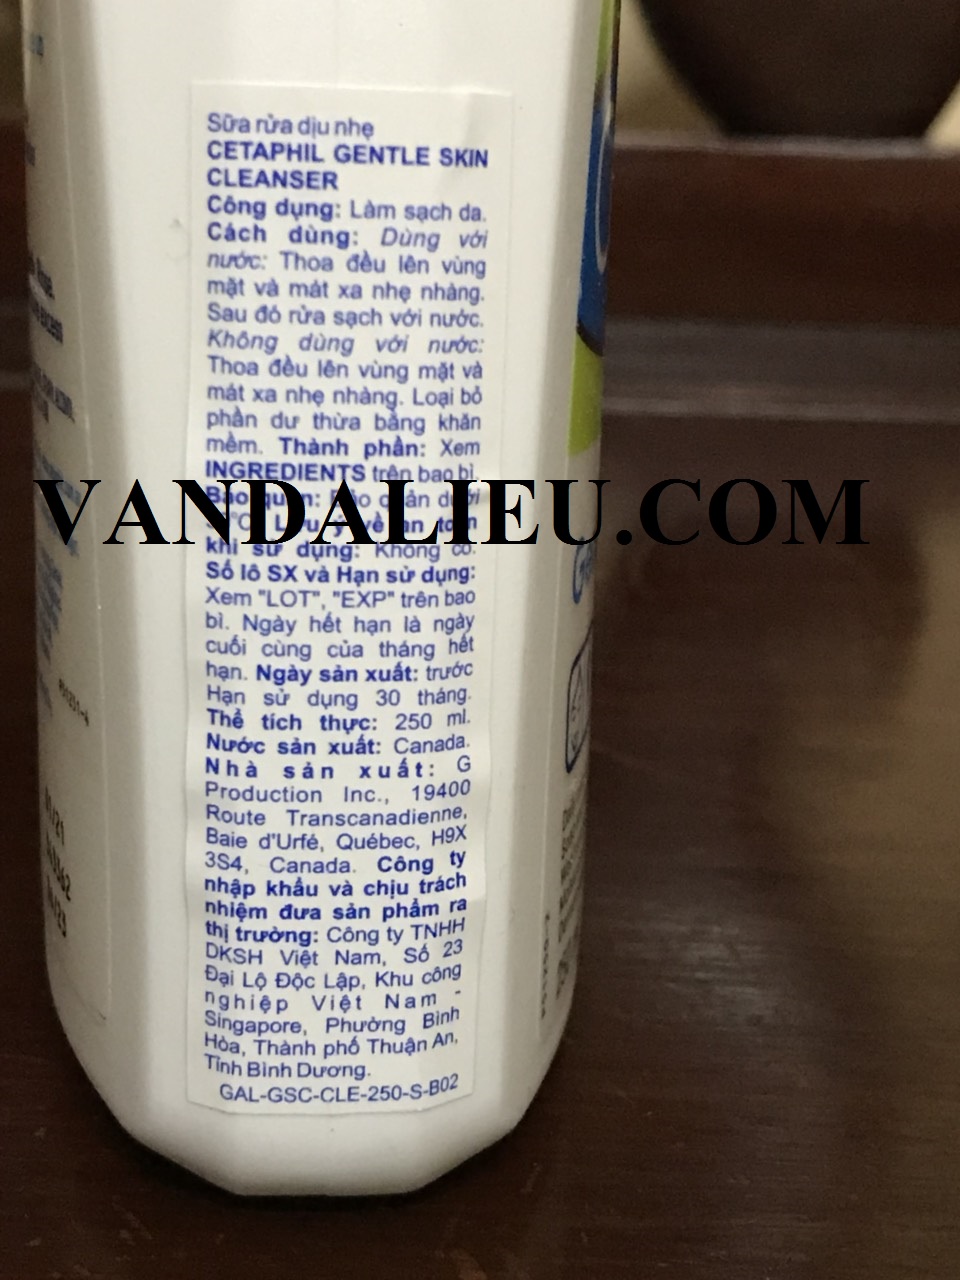 Sữa rửa dịu nhẹ
CETAPHIL GENTLE SKIN
CLEANSER
Công dụng: Làm sạch da.
Cách dùng: Dùng với
nước: Thoa đều lên vùng
mặt và mát xa nhẹ nhàng.
Sau đó rửa sạch với nước.
Không dùng với nước:
Thoa đều lên vùng mặt và
mát xa nhẹ nhàng. Loại bỏ
phần dư thừa bằng khăn
mềm. Thành phần: Xem
INGREDIENTS trên bao bì.
Bảo quản: Bảo quản dưới
VANDALIEU.COM
khi sử dụng: Không có.
Số lô SX và Hạn sử dụng:
Xem "LOT", "EXP" trên bao
bì. Ngày hết hạn là ngày
cuối cùng của tháng hết
hạn. Ngày sản xuất: trước
Hạn sử dụng 30 tháng.
Thể tích thực: 250 ml.
Nước sản xuất: Canada.
Nhà sản xuất: G
Production Inc., 19400
Route Transcanadienne,
Baie d'Urfé, Québec, H9X
3S4, Canada. Công ty
nhập khẩu và chịu trách
nhiệm đưa sản phẩm ra
thị trường: Công ty TNHH
DKSH Việt Nam, Số 23
Đại Lộ Độc Lập, Khu công
nghiệp Việt Nam -
Singapore, Phường Bình
Hòa, Thành phố Thuận An,
Tỉnh Bình Dương.
GAL-GSC-CLE-250-S-B02